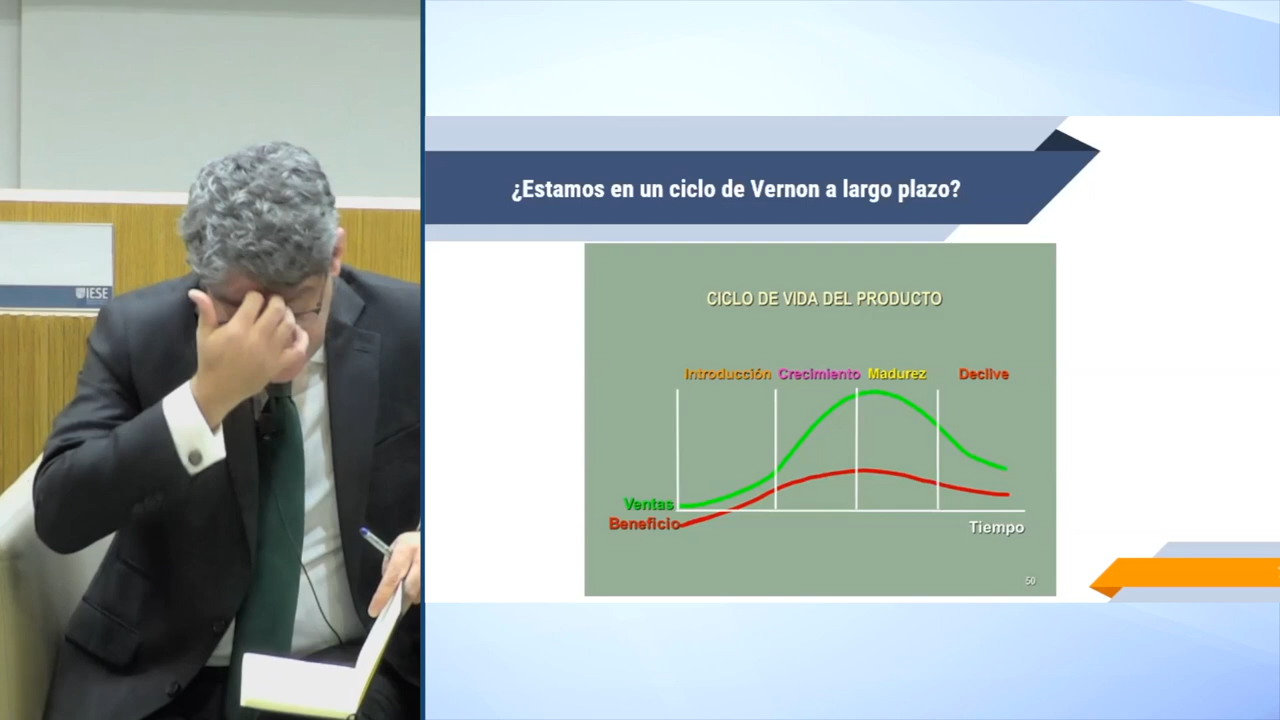 IESE
¿Estamos en un ciclo de Vernon a largo plazo?
CICLO DE VIDA DEL PRODUCTO
Introducción Crecimiento Madurez Declive
Ventas
Beneficio
Tiempo
50